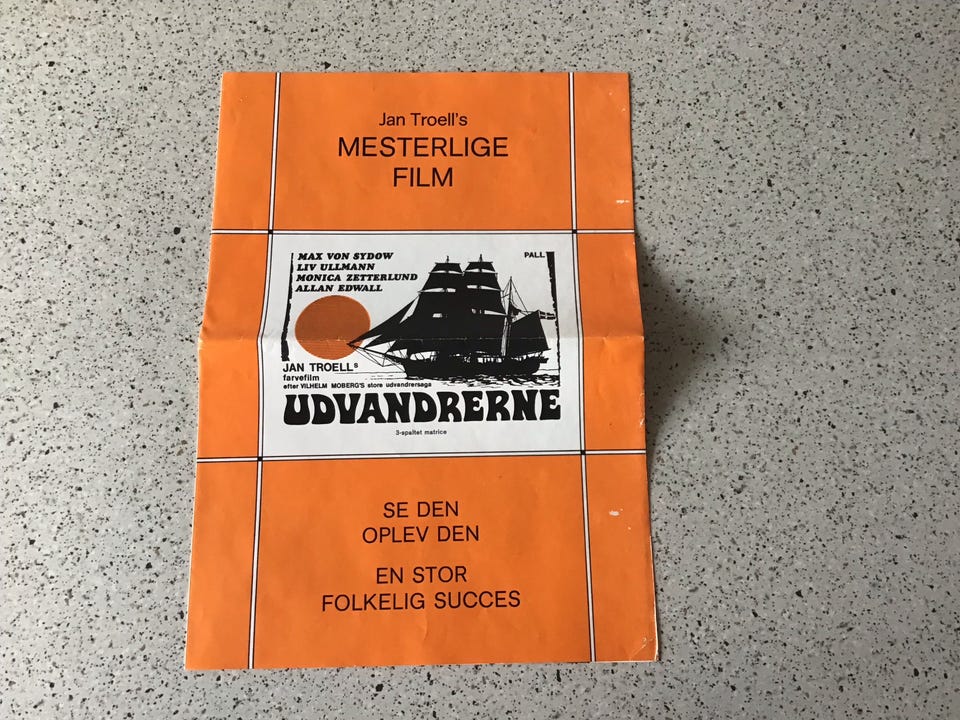 Jan Troell's
MESTERLIGE
FILM
MAX VON SYDOW
LIV ULLMANN
MONICA ZETTERLUND
ALLAN EDWALL
PALL
JAN TROELLs
farvefilm
efter VILHELM MOBERG'S store udvandrersaga
UDVANDRERNE
3-spaltet matrice
SE DEN
OPLEV DEN
EN STOR
FOLKELIG SUCCES